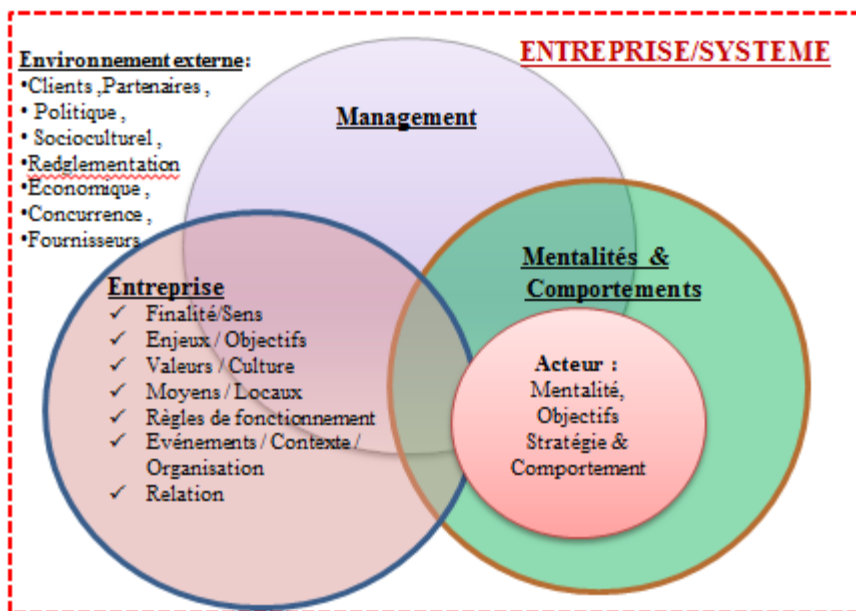 ENTREPRISE/SYSTEME
Environnement externe:
•Clients ,Partenaires ,
• Politique ,
• Socioculturel ,
•Redglementation
•Economique ,
•Concurrence ,
•Fournisseurs
Management
Mentalités &
Comportements
Entreprise
✓ Finalité/Sens
✓ Enjeux / Objectifs
✓ Valeurs / Culture
✓ Moyens / Locaux
✓ Règles de fonctionnement
✓ Evénements / Contexte /
Organisation
✓ Relation
Acteur :
Mentalité,
Objectifs
Stratégie &
Comportement